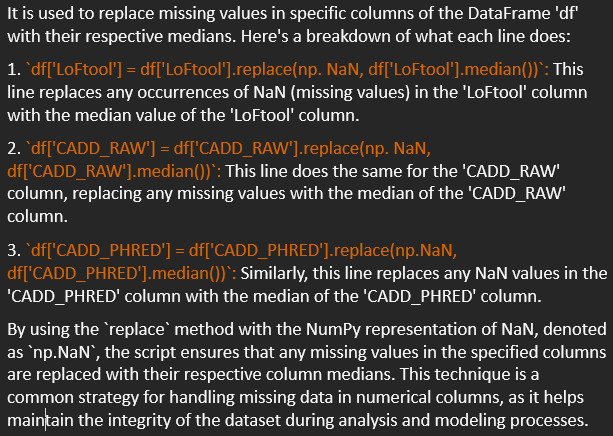 It is used to replace missing values in specific columns of the DataFrame 'df'
with their respective medians. Here's a breakdown of what each line does:
1. `df['LoFtool'] = df['LoFtool'].replace(np. NaN, df['LoFtool'].median())`: This
line replaces any occurrences of NaN (missing values) in the 'LoFtool' column
with the median value of the 'LoFtool' column.
2. `df['CADD_RAW'] = df['CADD_RAW'].replace(np. NaN,
df['CADD_RAW'].median())`: This line does the same for the 'CADD_RAW'
column, replacing any missing values with the median of the 'CADD_RAW'
column.
3. `df['CADD_PHRED'] = df['CADD_PHRED'].replace(np.NaN,
df['CADD_PHRED'].median())`: Similarly, this line replaces any NaN values in the
'CADD_PHRED' column with the median of the 'CADD_PHRED' column.
By using the `replace` method with the NumPy representation of NaN, denoted
as `np.NaN`, the script ensures that any missing values in the specified columns
are replaced with their respective column medians. This technique is a
common strategy for handling missing data in numerical columns, as it helps
maintain the integrity of the dataset during analysis and modeling processes.